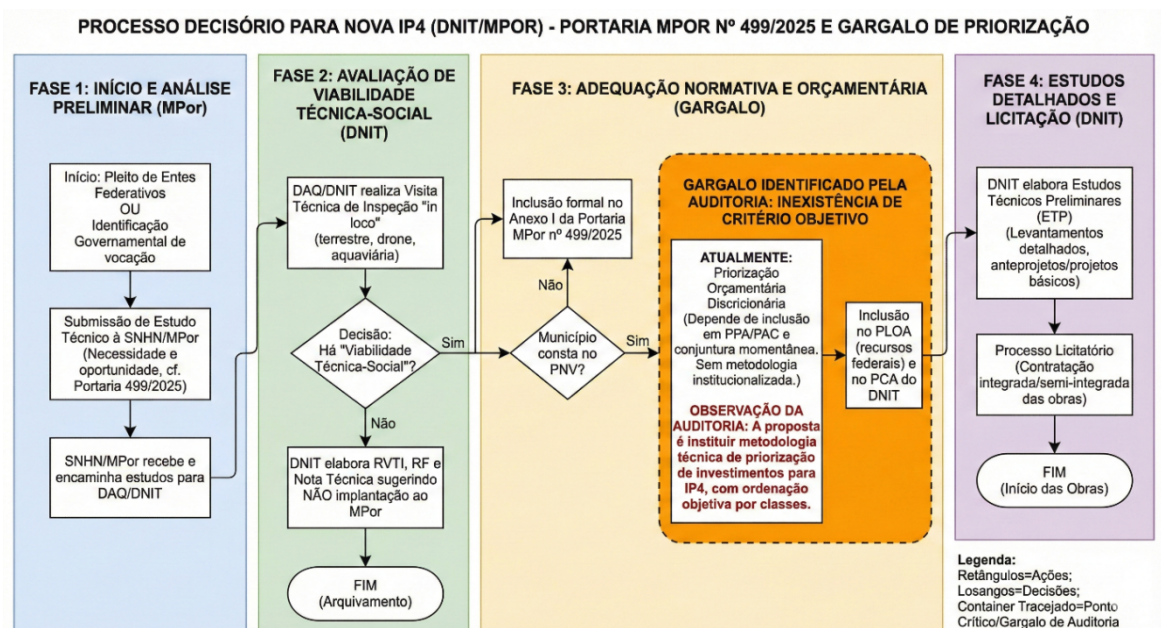 PROCESSO DECISÓRIO PARA NOVA IP4 (DNIT/MPOR) - PORTARIA MPOR Nº 499/2025 E GARGALO DE PRIORIZAÇÃO
FASE 1: INÍCIO E ANÁLISE
PRELIMINAR (MPor)
Início: Pleito de Entes
Federativos
OU
Identificação
Governamental de
vocação
Submissão de Estudo
Técnico à SNHN/MPor
(Necessidade e
oportunidade, cf.
Portaria 499/2025)
SNHN/MPor recebe e
encaminha estudos para
DAQ/DNIT
FASE 2: AVALIAÇÃO DE
VIABILIDADE
TÉCNICA-SOCIAL
(DNIT)
DAQ/DNIT realiza Visita
Técnica de Inspeção "in
loco"
(terrestre, drone,
aquaviária)
Decisão:
Há "Viabilidade
Técnica-Social"?
Sim
Não
DNIT elabora RVTI, RF e
Nota Técnica sugerindo
NÃO implantação ao
MPor
FIM
(Arquivamento)
FASE 3: ADEQUAÇÃO NORMATIVA E ORÇAMENTÁRIA
(GARGALO)
Inclusão formal no
Anexo I da Portaria
MPor nº 499/2025
Não
Município
consta no
PNV?
Sim
GARGALO IDENTIFICADO PELA
AUDITORIA: INEXISTÊNCIA DE
CRITÉRIO OBJETIVO
ATUALMENTE:
Priorização
Orçamentária
Discricionária
(Depende de inclusão
em PPA/PAC e
conjuntura momentânea.
Sem metodologia
institucionalizada.)
OBSERVAÇÃO DA
AUDITORIA: A proposta
é instituir metodologia
técnica de priorização
de investimentos para
IP4, com ordenação
objetiva por classes.
Inclusão
no PLOA
(recursos
federais) e
no PCA do
DNIT
FASE 4: ESTUDOS
DETALHADOS E
LICITAÇÃO (DNIT)
DNIT elabora Estudos
Técnicos Preliminares
(ETP)
(Levantamentos
detalhados,
anteprojetos/projetos
básicos)
Processo Licitatório
(Contratação
integrada/semi-integrada
das obras)
FIM
(Início das Obras)
Legenda:
Retângulos=Ações;
Losangos=Decisões;
Container Tracejado=Ponto
Crítico/Gargalo de Auditoria